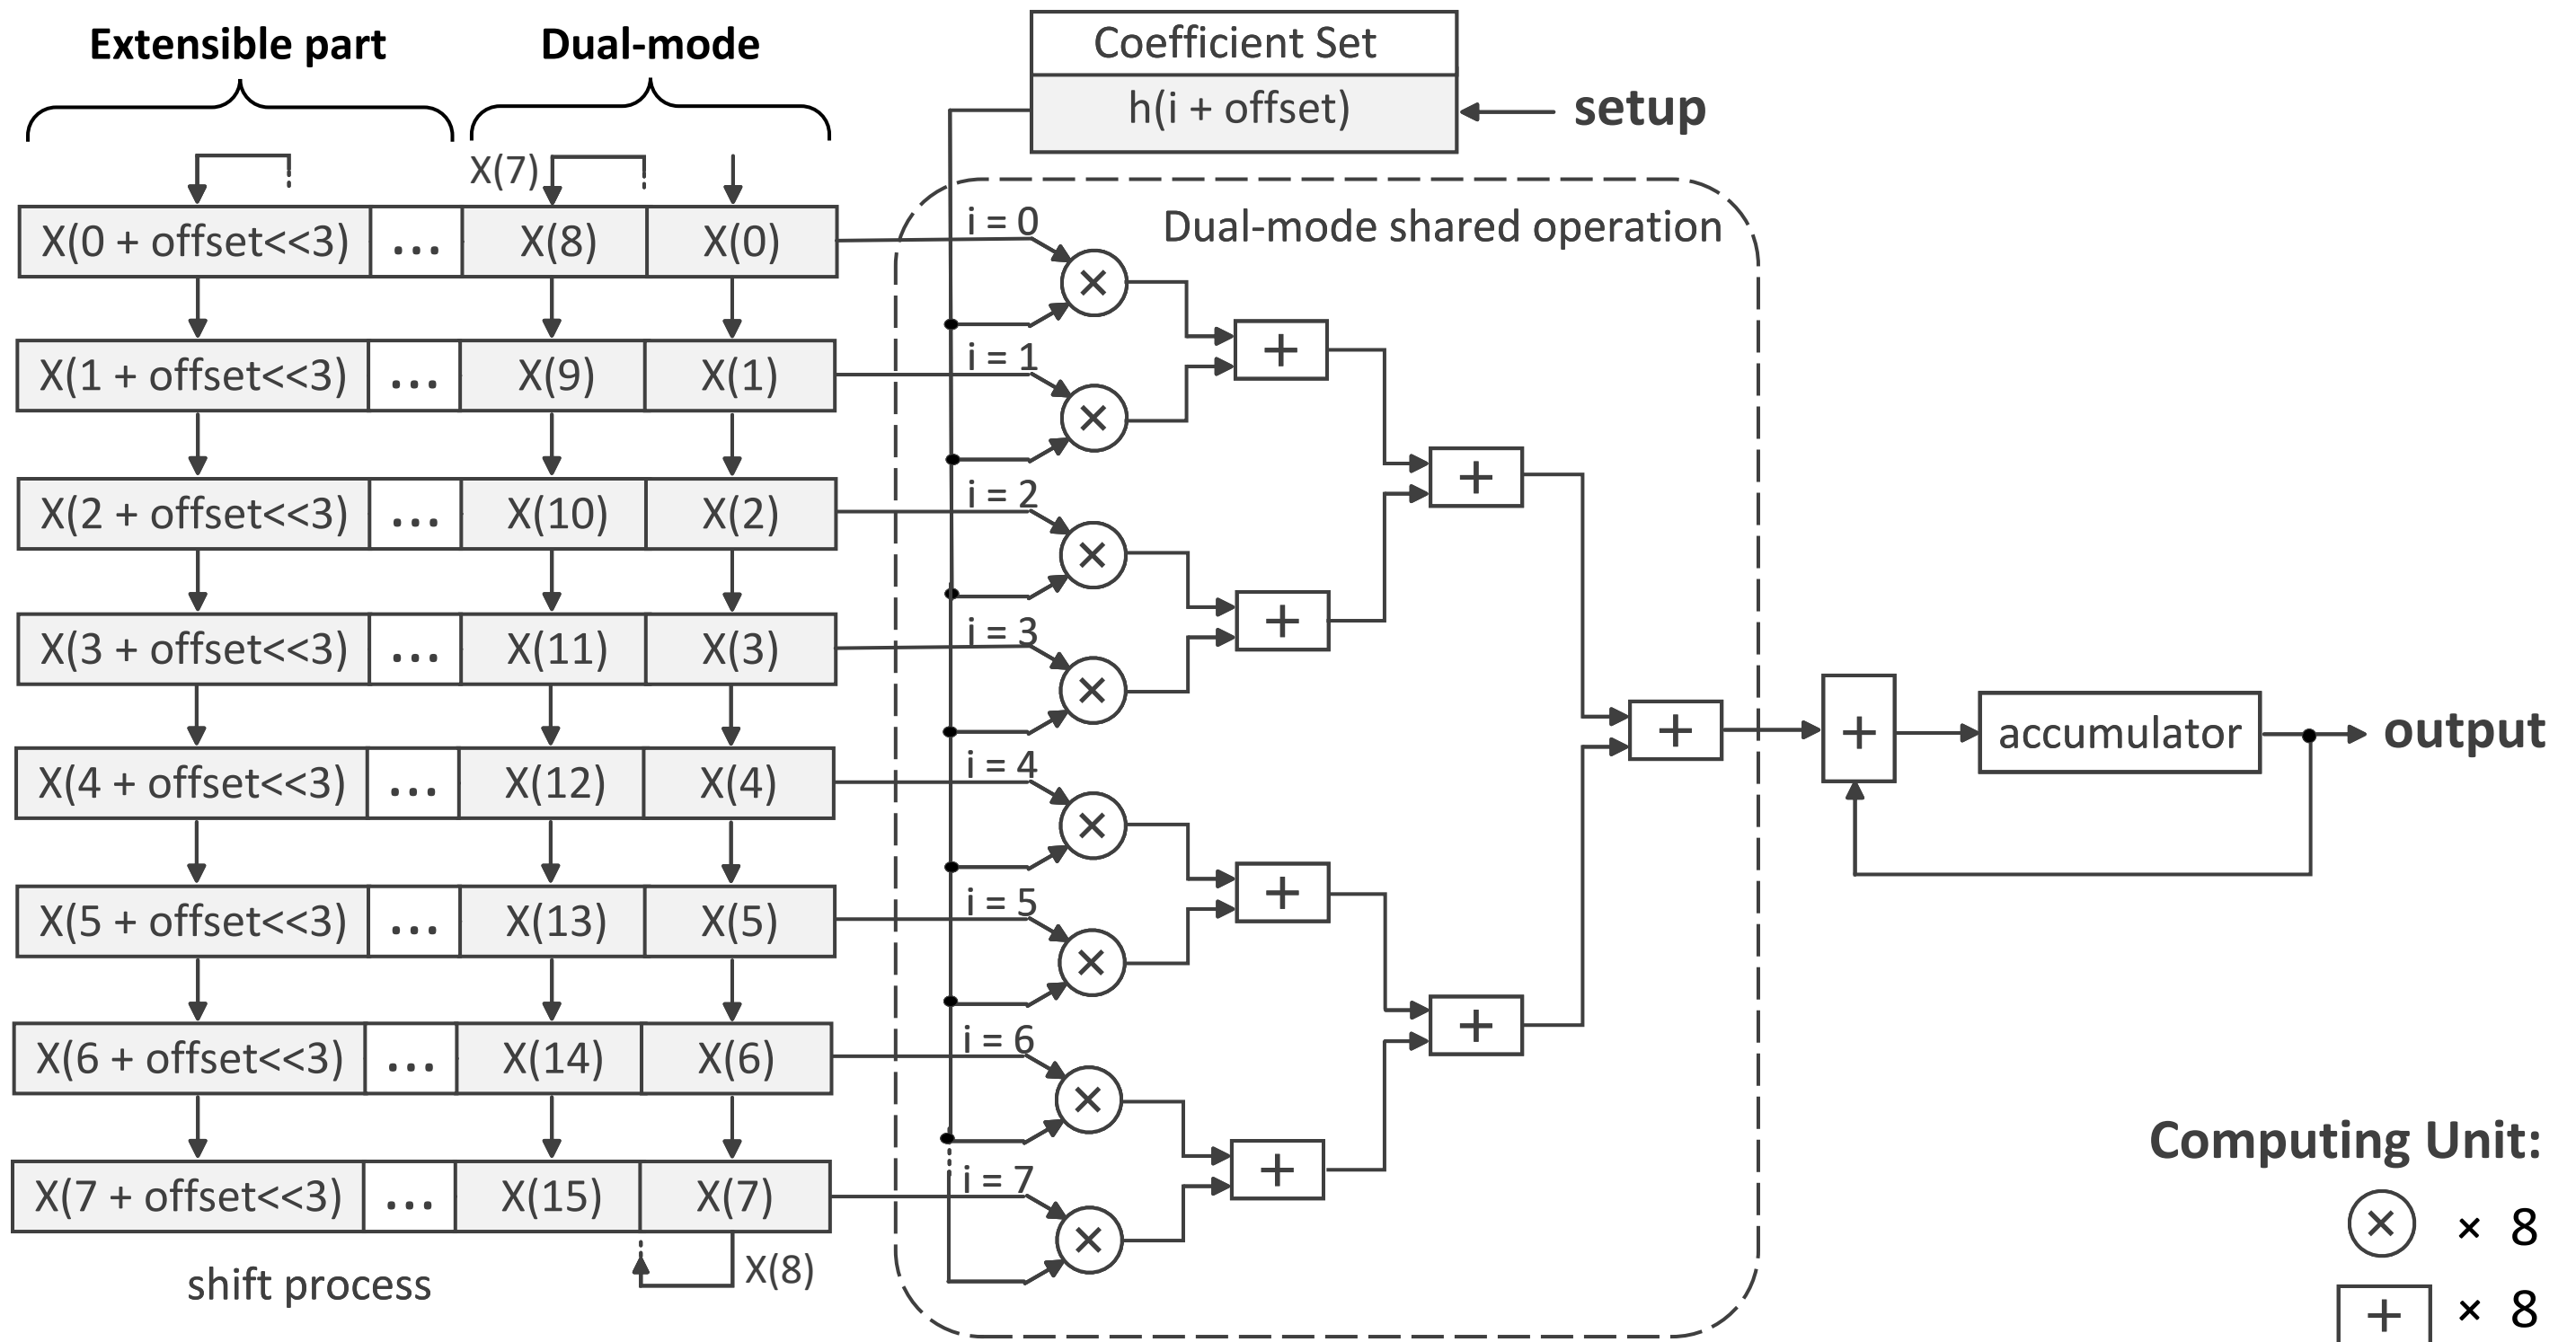 Extensible part
Dual-mode
Coefficient Set
h(i + offset)
setup
X(7)
X(0 + offset<<3) ... X(8) X(0)
i = 0
Dual-mode shared operation
×
+
X(1 + offset<<3) ... X(9) X(1)
i = 1
×
+
X(2 + offset<<3) ... X(10) X(2)
i = 2
×
+
X(3 + offset<<3) ... X(11) X(3)
i = 3
×
+
+
accumulator
output
X(4 + offset<<3) ... X(12) X(4)
i = 4
×
+
X(5 + offset<<3) ... X(13) X(5)
i = 5
×
+
X(6 + offset<<3) ... X(14) X(6)
i = 6
×
+
X(7 + offset<<3) ... X(15) X(7)
i = 7
×
X(8)
shift process
Computing Unit:
× × 8
+ × 8